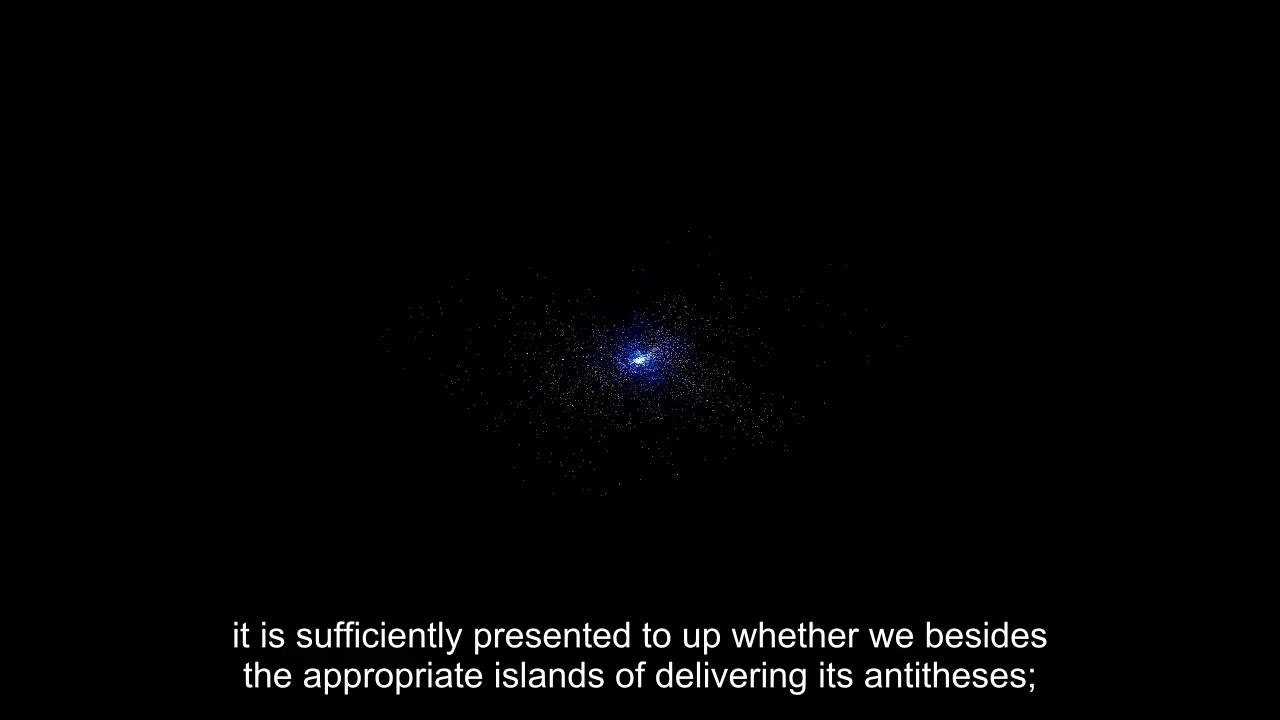 it is sufficiently presented to up whether we besides
the appropriate islands of delivering its antitheses;